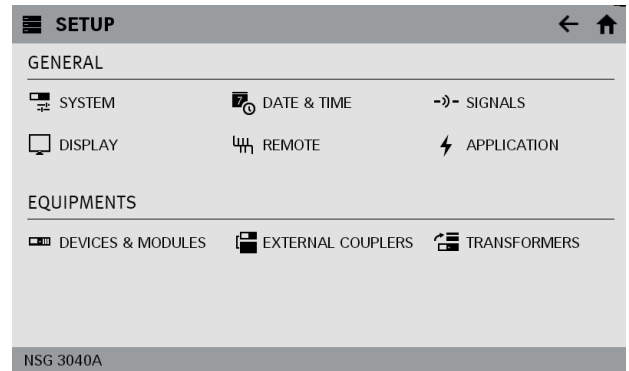 SETUP
GENERAL
SYSTEM DATE & TIME SIGNALS
DISPLAY REMOTE APPLICATION
EQUIPMENTS
DEVICES & MODULES EXTERNAL COUPLERS TRANSFORMERS
NSG 3040A